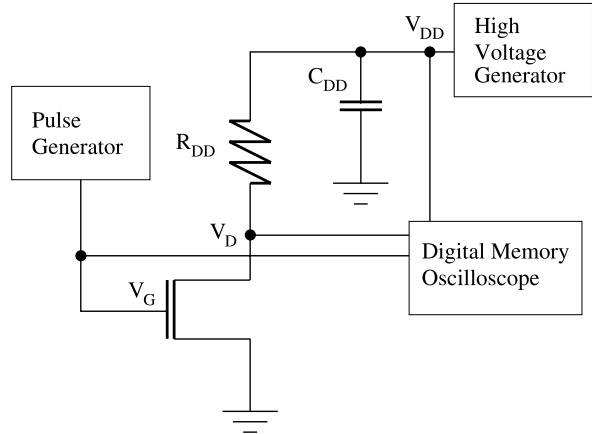 V_DD
High
Voltage
Generator
C_DD
Pulse
Generator
R_DD
V_D
Digital Memory
Oscilloscope
V_G